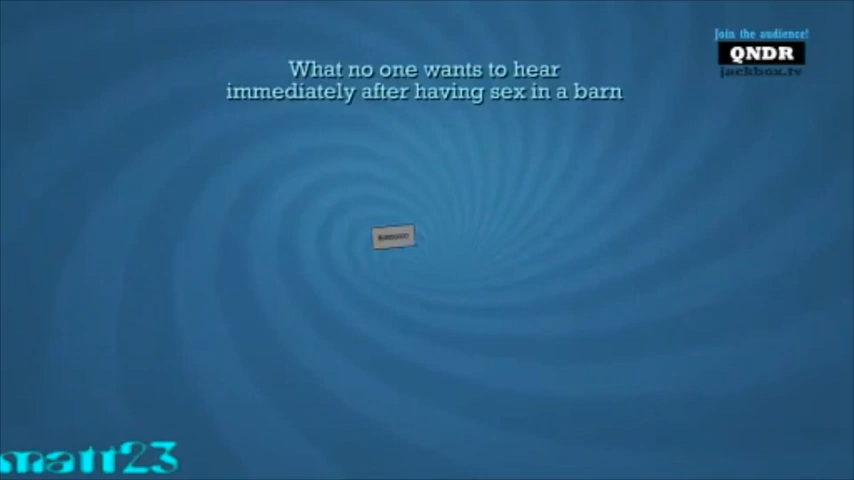 Join the audience!
QNDR
jackbox.tv
What no one wants to hear
immediately after having sex in a barn
matt23